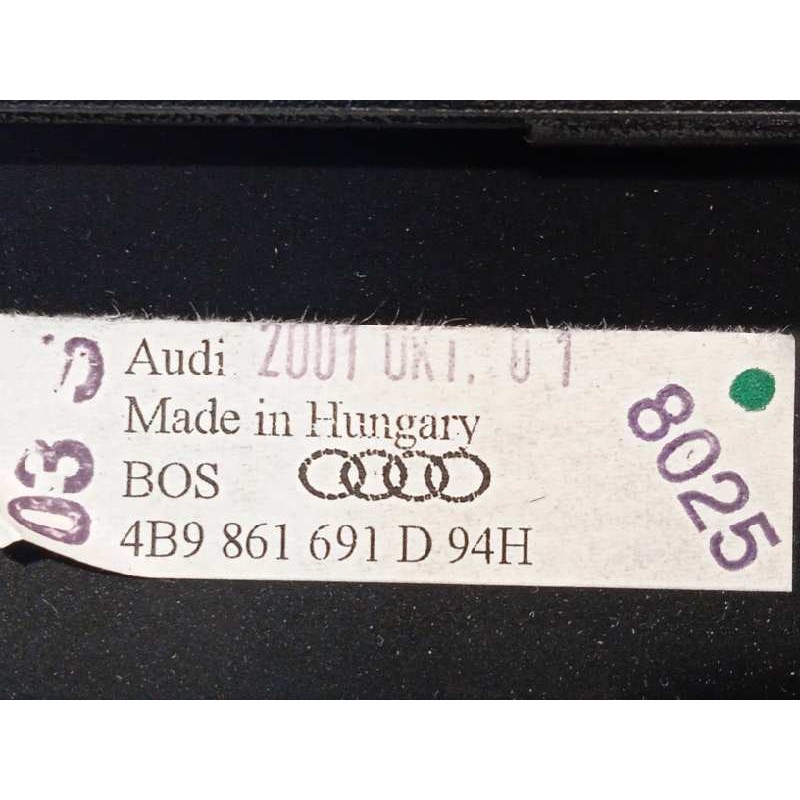 Audi 2001 OKT. 01
Made in Hungary
BOS
4B9 861 691 D 94H
03
8025